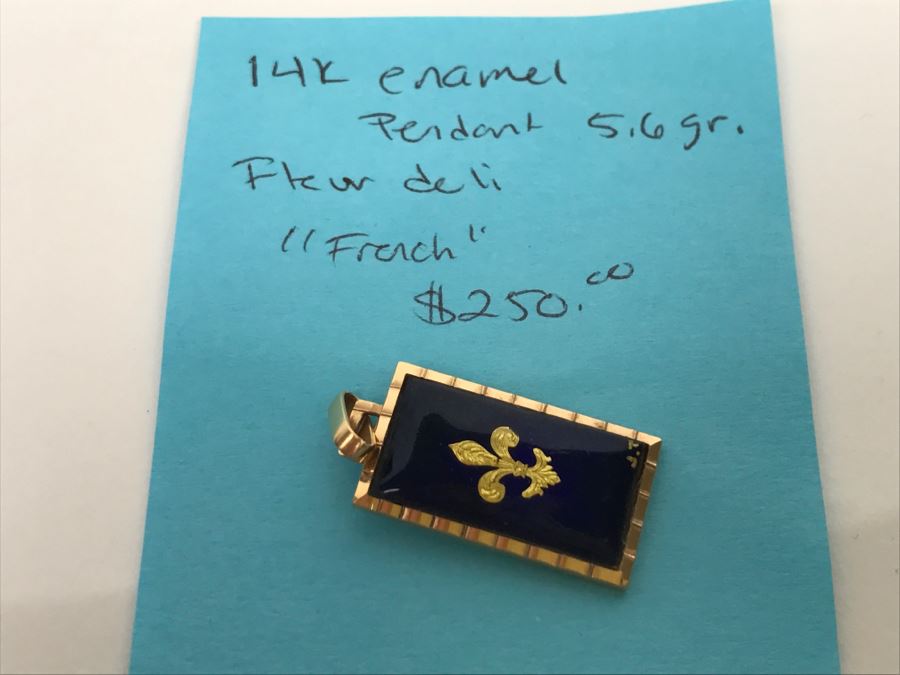 14K enamel
Pendant 5.6 gr.
Fleur de li
"French"
$250.00